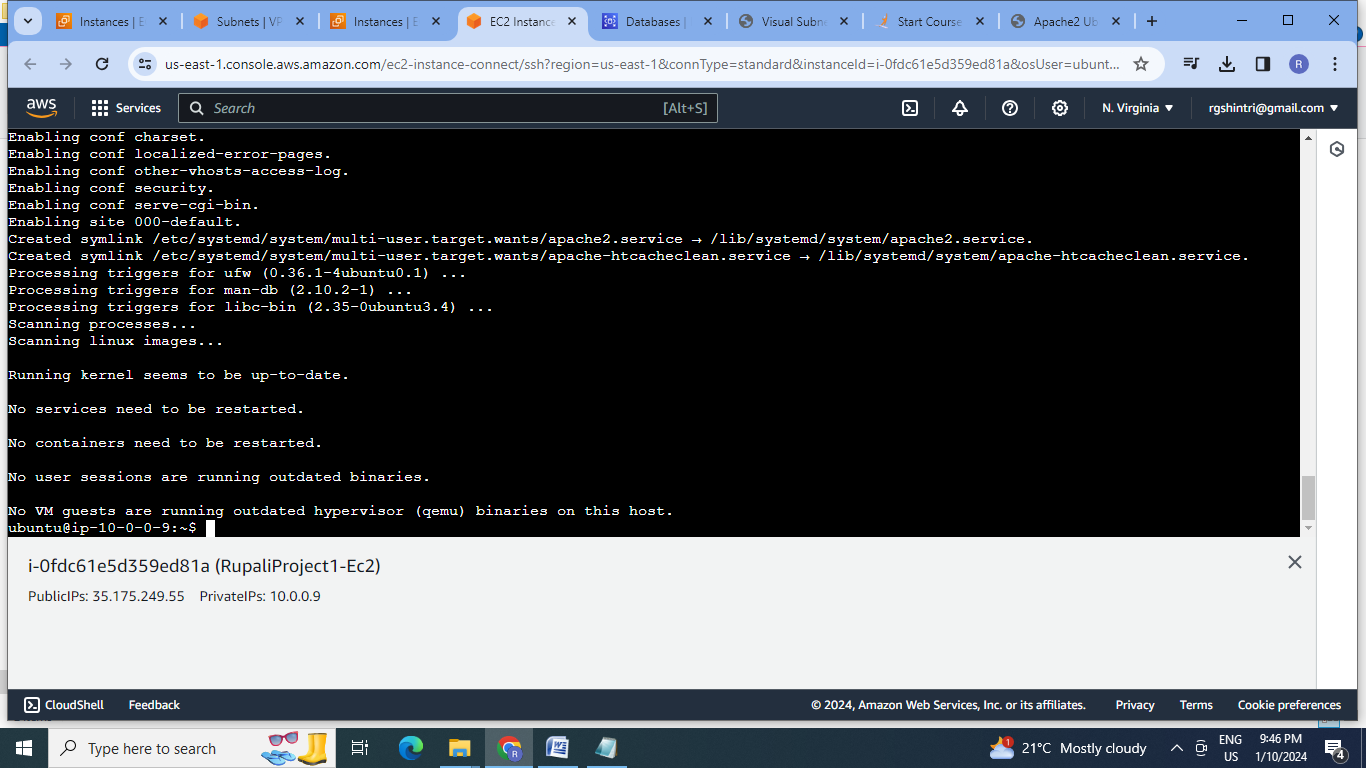 Instances | E
Subnets | VP
Instances | E
EC2 Instance
Databases |
Visual Subn
Start Course
Apache2 Ub
us-east-1.console.aws.amazon.com/ec2-instance-connect/ssh?region=us-east-1&connType=standard&instanceId=i-0fdc61e5d359ed81a&osUser=ubunt...
R
aws
Services
Search
[Alt+S]
N. Virginia
rgshintri@gmail.com
Enabling conf charset.
Enabling conf localized-error-pages.
Enabling conf other-vhosts-access-log.
Enabling conf security.
Enabling conf serve-cgi-bin.
Enabling site 000-default.
Created symlink /etc/systemd/system/multi-user.target.wants/apache2.service → /lib/systemd/system/apache2.service.
Created symlink /etc/systemd/system/multi-user.target.wants/apache-htcacheclean.service → /lib/systemd/system/apache-htcacheclean.service.
Processing triggers for ufw (0.36.1-4ubuntu0.1) ...
Processing triggers for man-db (2.10.2-1) ...
Processing triggers for libc-bin (2.35-0ubuntu3.4) ...
Scanning processes...
Scanning linux images...
Running kernel seems to be up-to-date.
No services need to be restarted.
No containers need to be restarted.
No user sessions are running outdated binaries.
No VM guests are running outdated hypervisor (qemu) binaries on this host.
ubuntu@ip-10-0-0-9:~$
i-0fdc61e5d359ed81a (RupaliProject1-Ec2)
PublicIPs: 35.175.249.55 PrivateIPs: 10.0.0.9
CloudShell
Feedback
© 2024, Amazon Web Services, Inc. or its affiliates.
Privacy
Terms
Cookie preferences
Type here to search
R
W
1
21°C Mostly cloudy
ENG
US
9:46 PM
1/10/2024
4